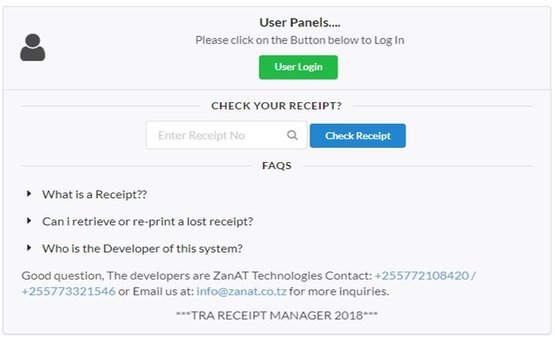 User Panels....
Please click on the Button below to Log In
User Login
CHECK YOUR RECEIPT?
Enter Receipt No
Check Receipt
FAQS
What is a Receipt??
Can i retrieve or re-print a lost receipt?
Who is the Developer of this system?
Good question, The developers are ZanAT Technologies Contact: +255772108420 /
+255773321546 or Email us at: info@zanat.co.tz for more inquiries.
***TRA RECEIPT MANAGER 2018***